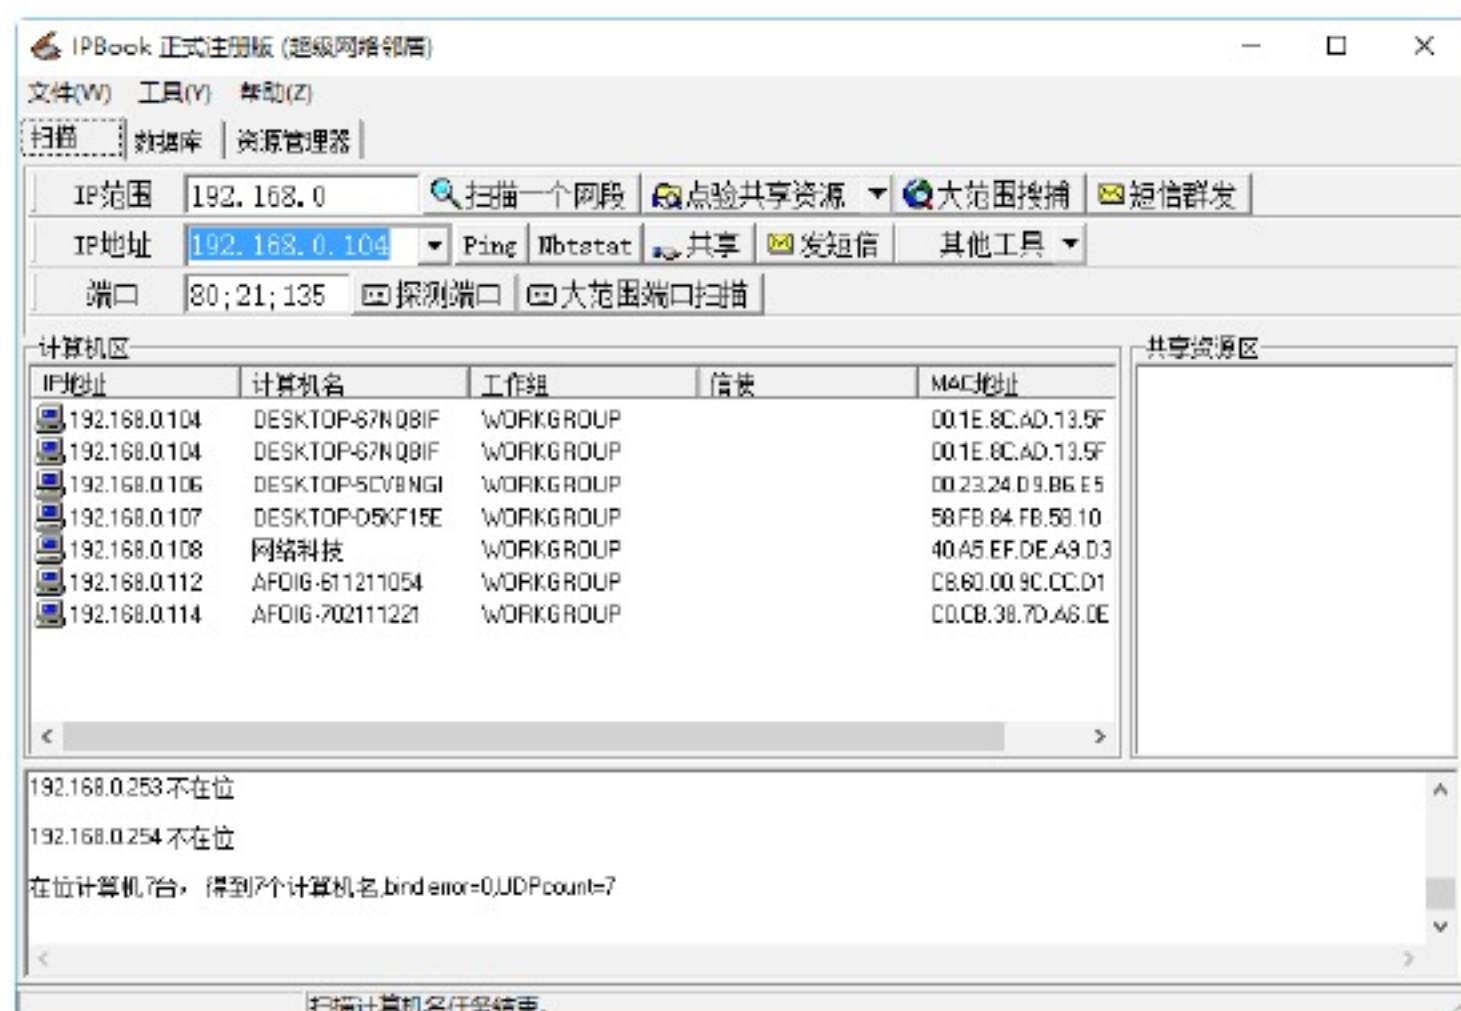 IPBook 正式注册版 (超级网络邻居)
文件(W) 工具(Y) 帮助(Z)
扫描 数据库 资源管理器
IP范围 192.168.0 扫描一个网段 点验共享资源 大范围搜捕 短信群发
IP地址 192.168.0.104 Ping Nbtstat 共享 发短信 其他工具
端口 80;21;135 探测端口 大范围端口扫描
计算机区 共享资源区
IP地址 计算机名 工作组 信使 MAC地址
192.168.0.104 DESKTOP-67NQ8IF WORKGROUP 00.1E.8C.AD.13.5F
192.168.0.104 DESKTOP-67NQ8IF WORKGROUP 00.1E.8C.AD.13.5F
192.168.0.106 WORKGROUP 00.23.24.D9.B6.E5
192.168.0.107 DESKTOP-D5KF15E WORKGROUP
192.168.0.108 网络科技 WORKGROUP 40.A5.EF.DE.A9.D3
192.168.0.112 AFOIG-611211054 WORKGROUP C8.60.00.9C.CC.D1
192.168.0.114 AFOIG-702111221 WORKGROUP C0.CB.38.7D.A6.0E
192.168.0.253 不在位
192.168.0.254 不在位
在位计算机7台, 得到7个计算机名,bind error=0,UDPcount=7
扫描计算机名任务结束。